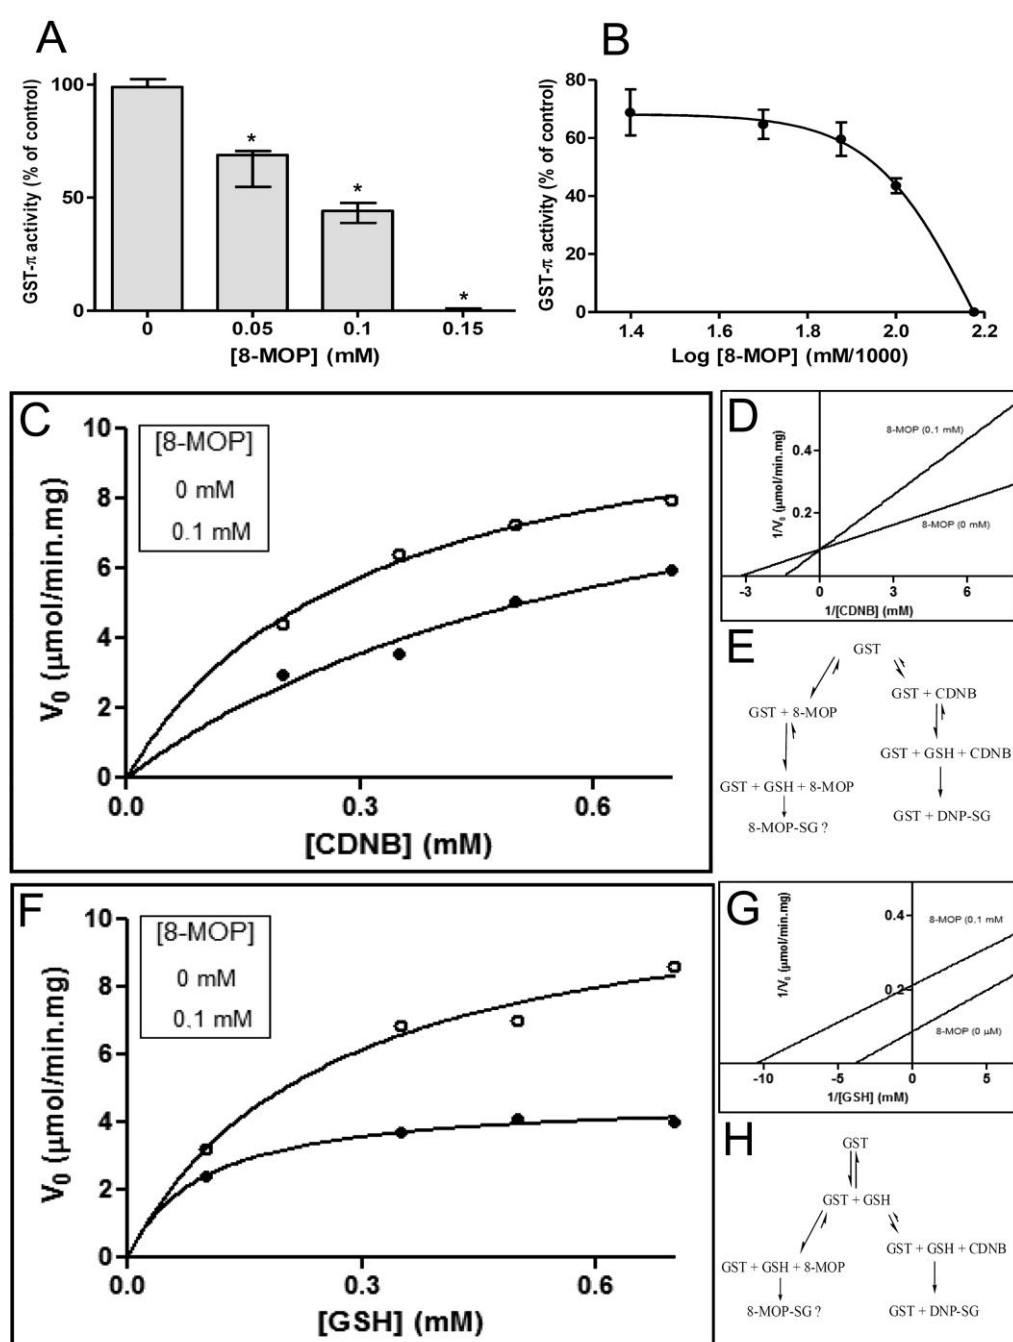 A
GST-π activity (% of control)
100
50
0
*
*
*
0 0.05 0.1 0.15
[8-MOP] (mM)
B
GST-π activity (% of control)
80
60
40
20
0
1.4 1.6 1.8 2.0 2.2
Log [8-MOP] (mM/1000)
C
V0 (μmol/min.mg)
10
8
6
4
2
0
[8-MOP]
0 mM
0.1 mM
0.0 0.3 0.6
[CDNB] (mM)
D
1/V0 (μmol/min.mg)
0.4
0.2
8-MOP (0.1 mM)
8-MOP (0 mM)
-3 0 3 6
1/[CDNB] (mM)
E
GST
GST + CDNB
GST + 8-MOP
GST + GSH + CDNB
GST + GSH + 8-MOP
GST + DNP-SG
8-MOP-SG ?
F
V0 (μmol/min.mg)
10
8
6
4
2
0
[8-MOP]
0 mM
0.1 mM
0.0 0.3 0.6
[GSH] (mM)
G
1/V0 (μmol/min.mg)
0.4
0.2
8-MOP (0.1 mM
8-MOP (0 μM)
-10 -5 0 5
1/[GSH] (mM)
H
GST
GST + GSH
GST + GSH + CDNB
GST + GSH + 8-MOP
8-MOP-SG ?
GST + DNP-SG